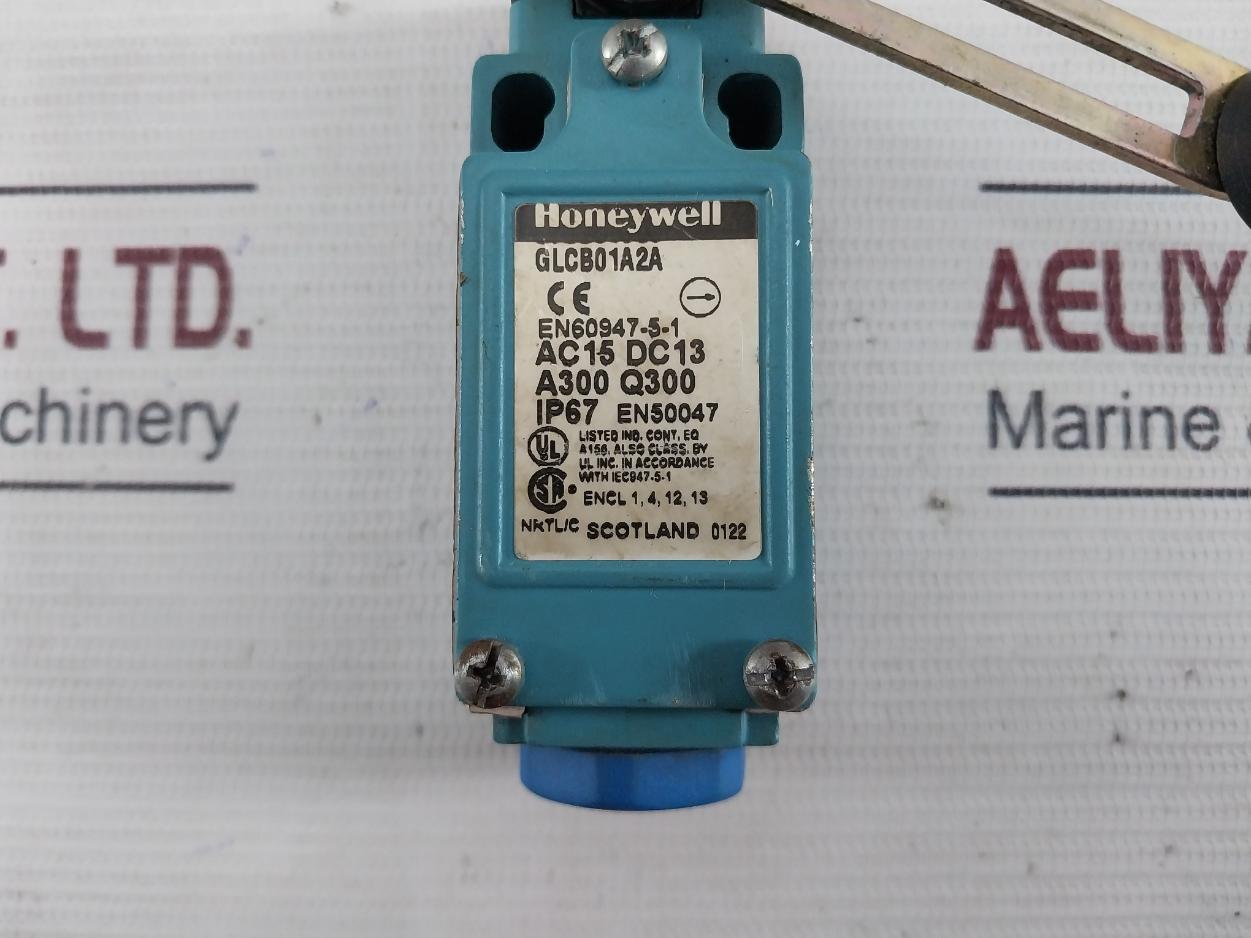 Honeywell
GLCB01A2A
CE
EN60947-5-1
AC15 DC13
A300 Q300
IP67 EN50047
UL LISTED IND. CONT. EQ
A156. ALSO CLASS. BY
UL INC. IN ACCORDANCE
WITH IEC947-5-1
ENCL 1, 4, 12, 13
NRTL/C SCOTLAND 0122
T. LTD.
chinery
AELIY
Marine